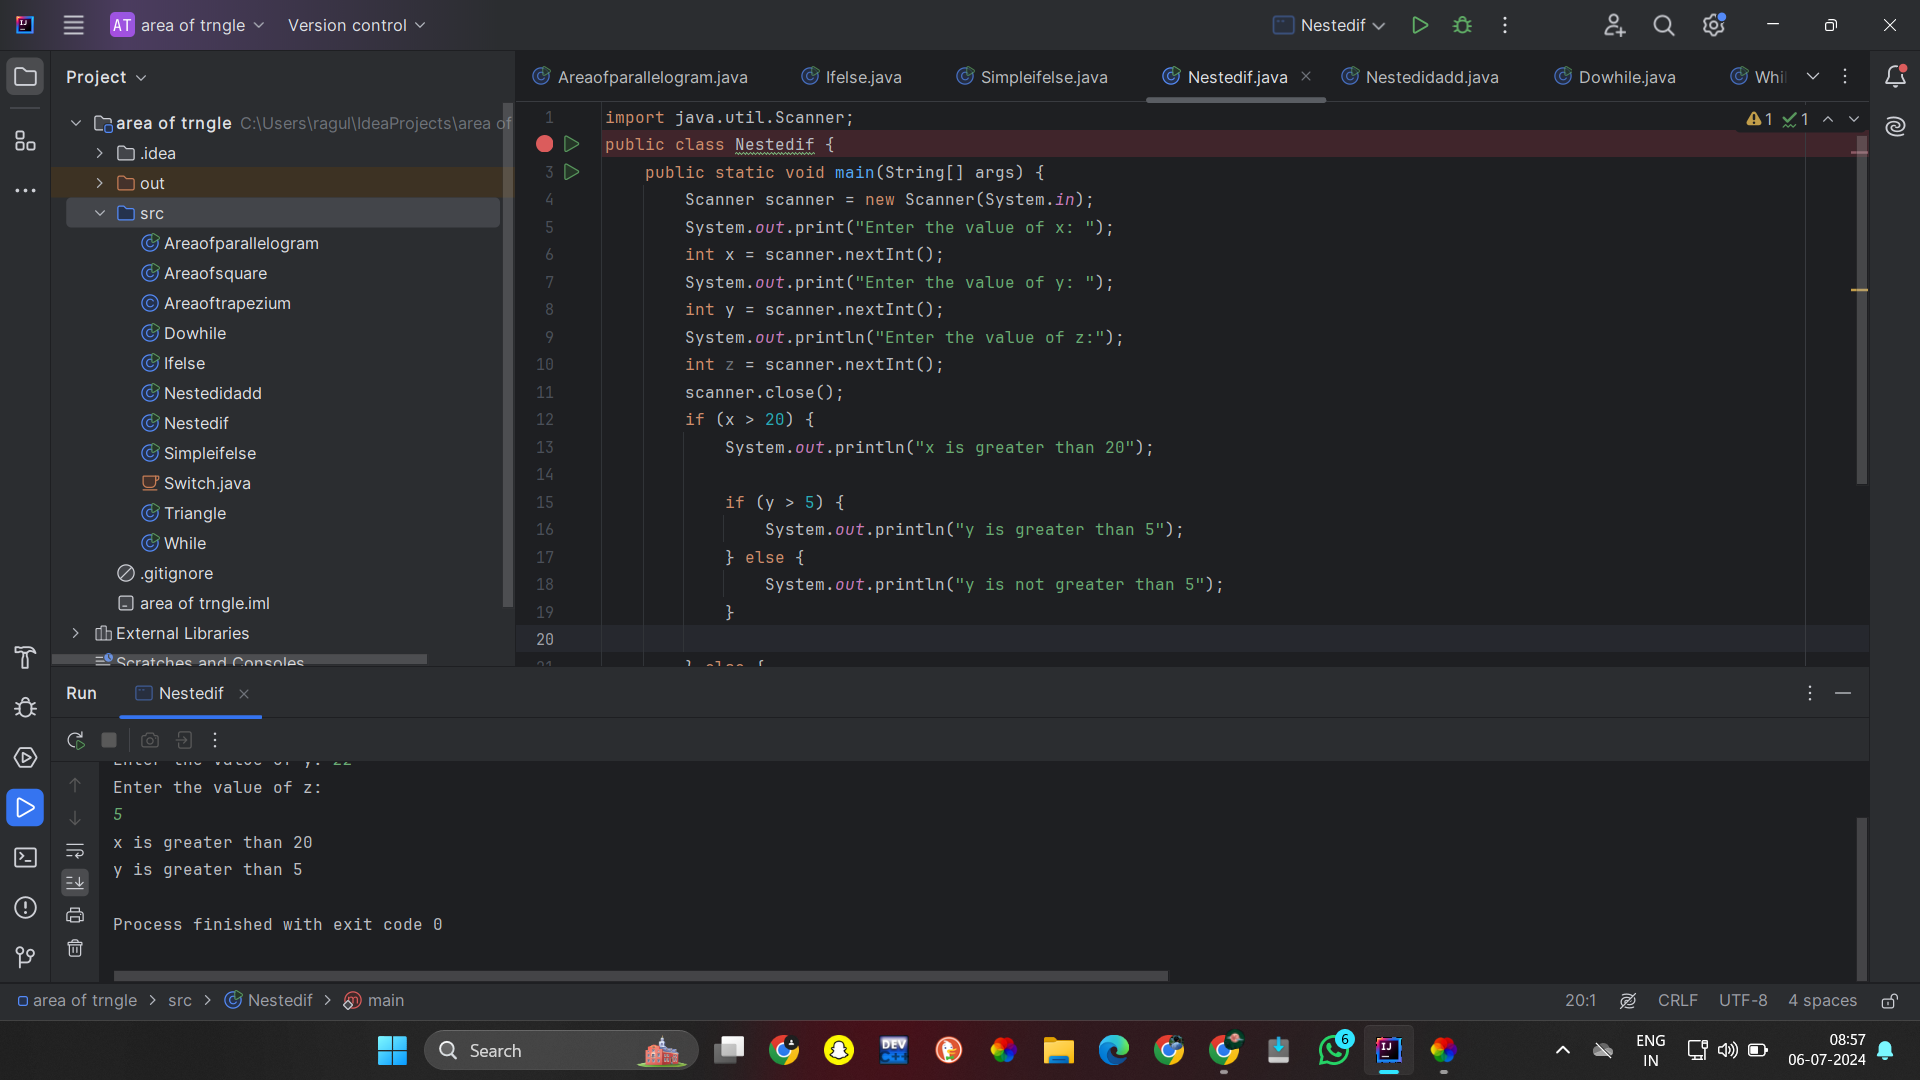 AT area of trngle Version control Nestedif
Project
Areaofparallelogram.java Ifelse.java Simpleifelse.java Nestedif.java Nestedidadd.java Dowhile.java Whi
area of trngle C:\Users\ragul\IdeaProjects\area of
.idea
out
src
Areaofparallelogram
Areaofsquare
Areaoftrapezium
Dowhile
Ifelse
Nestedidadd
Nestedif
Simpleifelse
Switch.java
Triangle
While
.gitignore
area of trngle.iml
External Libraries
Scratches and Consoles
1 import java.util.Scanner;
public class Nestedif {
3 public static void main(String[] args) {
4 Scanner scanner = new Scanner(System.in);
5 System.out.print("Enter the value of x: ");
6 int x = scanner.nextInt();
7 System.out.print("Enter the value of y: ");
8 int y = scanner.nextInt();
9 System.out.println("Enter the value of z:");
10 int z = scanner.nextInt();
11 scanner.close();
12 if (x > 20) {
13 System.out.println("x is greater than 20");
14
15 if (y > 5) {
16 System.out.println("y is greater than 5");
17 } else {
18 System.out.println("y is not greater than 5");
19 }
20
21 } else {
1 1
Run Nestedif
Enter the value of y: 22
Enter the value of z:
5
x is greater than 20
y is greater than 5
Process finished with exit code 0
area of trngle > src > Nestedif > main
20:1 CRLF UTF-8 4 spaces
Search
DEV
6
IJ
ENG
IN
08:57
06-07-2024